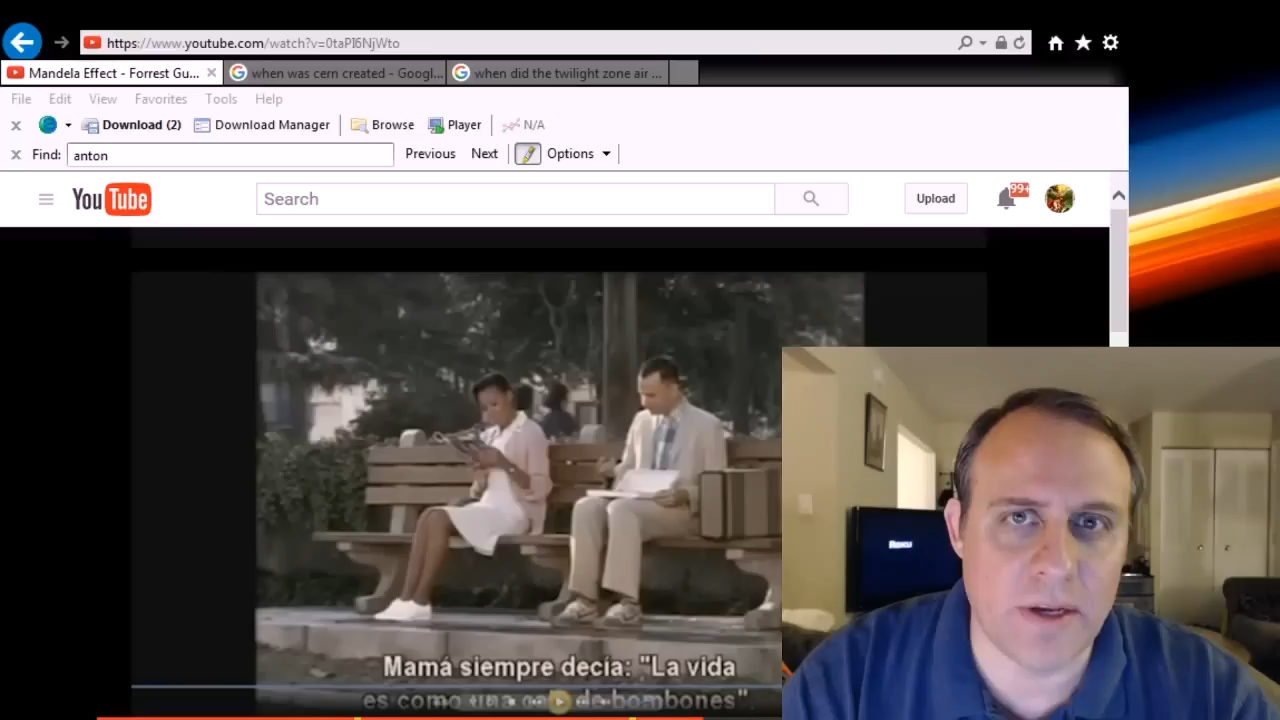 https://www.youtube.com/watch?v=0taPI6NjWto
Mandela Effect - Forrest Gu...
when was cern created - Googl...
when did the twilight zone air ...
File Edit View Favorites Tools Help
Download (2) Download Manager Browse Player N/A
Find: anton Previous Next Options
YouTube Search Upload 99+
Roku
Mamá siempre decía: "La vida
es como una caja de bombones".